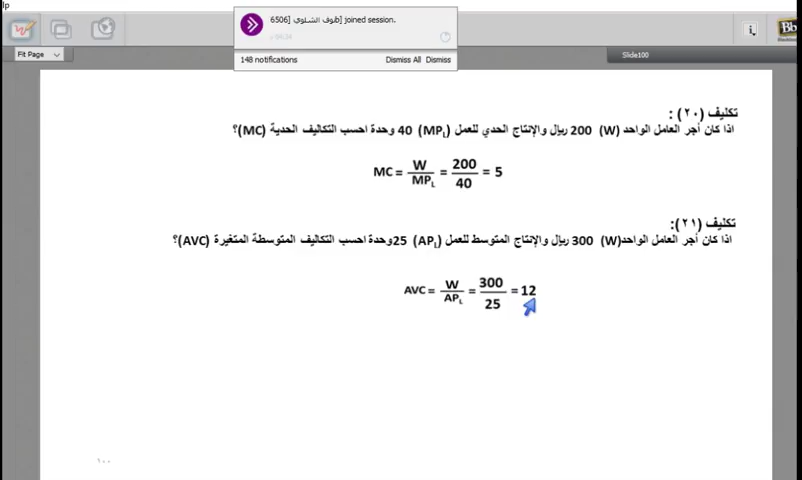 lp
6506] طوف الشلوي] joined session.
148 notifications
Dismiss All Dismiss
Fit Page
Slide100
i
Bb
تكليف (٢٠) :
اذا كان أجر العامل الواحد (W) 200 ريال والإنتاج الحدي للعمل (MPL) 40 وحدة احسب التكاليف الحدية (MC)؟
MC = W/MPL = 200/40 = 5
تكليف (٢١):
اذا كان أجر العامل الواحد(W) 300 ريال والإنتاج المتوسط للعمل (APL) 25وحدة احسب التكاليف المتوسطة المتغيرة (AVC)؟
AVC = W/APL = 300/25 = 12
١٠٠